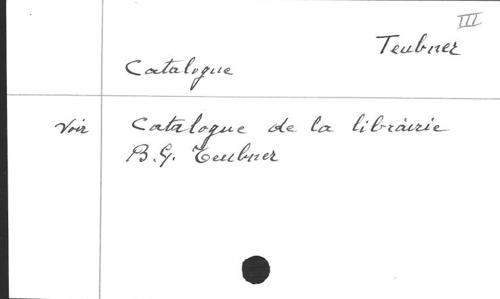 III
Teubner
Catalogue
Voir Catalogue de la librairie
B.G. Teubner